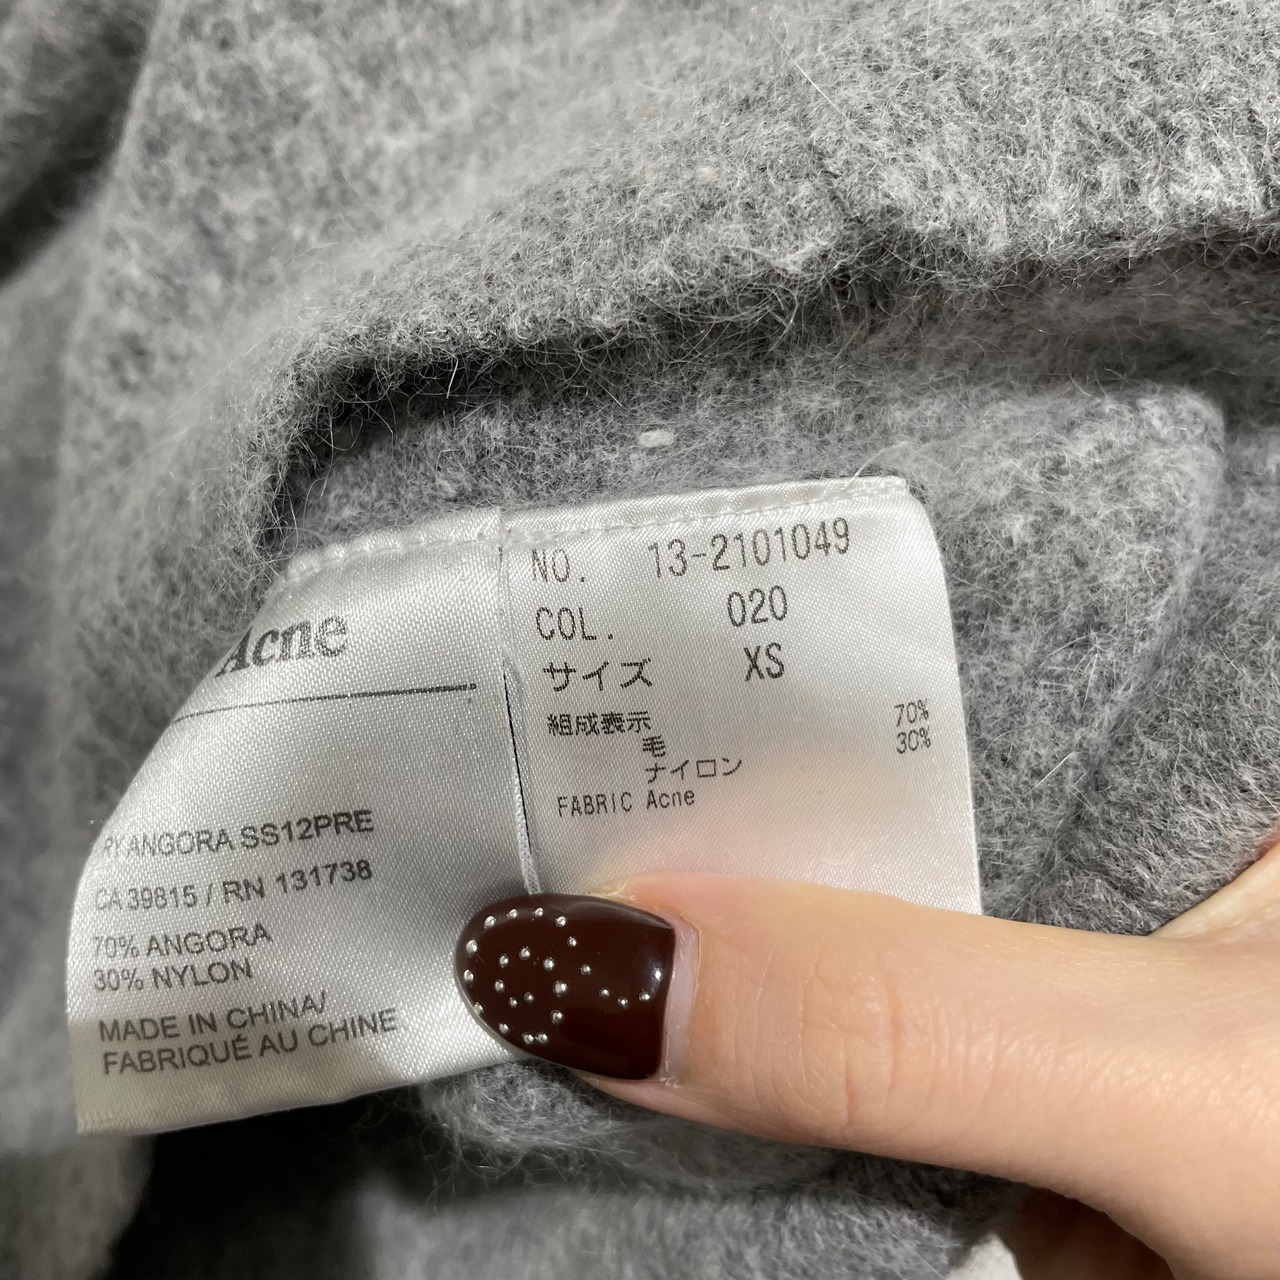 Acne
ANGORA SS12PRE
CA 39815 / RN 131738
70% ANGORA
30% NYLON
MADE IN CHINA/
FABRIQUÉ AU CHINE
NO. 13-2101049
COL. 020
サイズ XS
組成表示 70%
毛 30%
ナイロン
FABRIC Acne